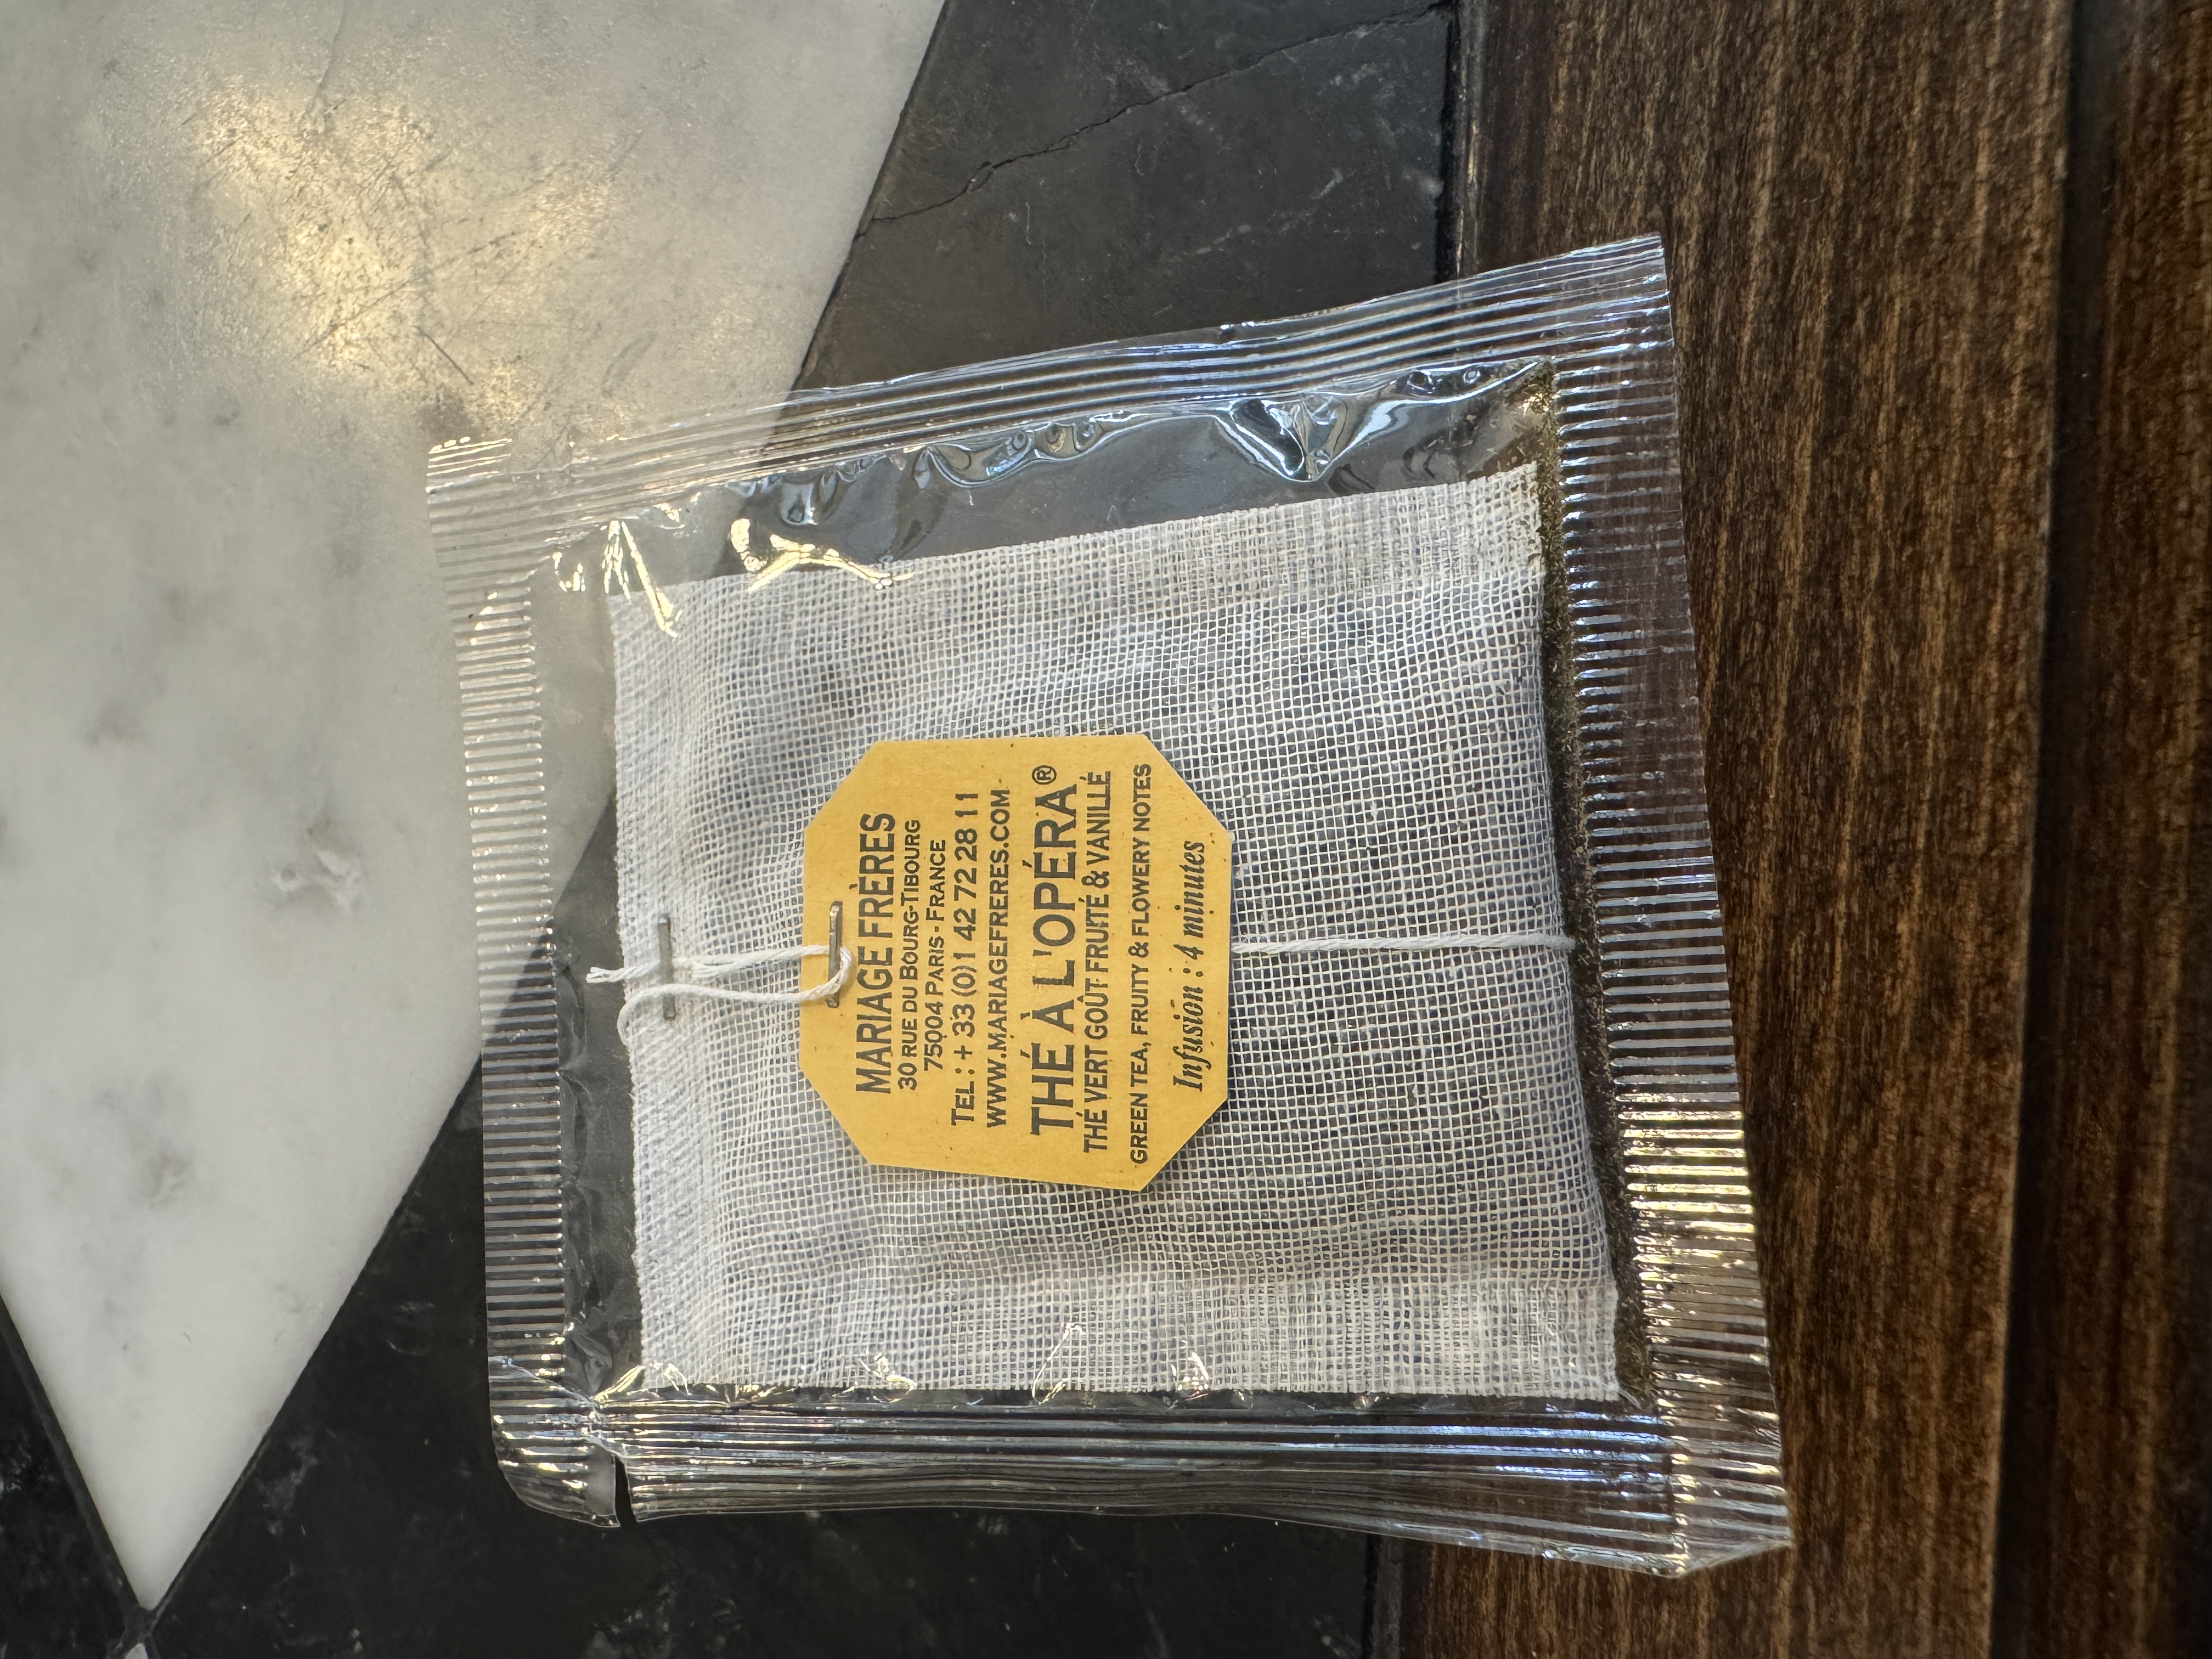 MARIAGE FRÈRES
30 RUE DU BOURG-TIBOURG
75004 PARIS - FRANCE
TEL : + 33 (0)1 42 72 28 11
WWW.MARIAGEFRERES.COM
THÉ À L'OPÉRA®
THÉ VERT GOÛT FRUITÉ & VANILLÉ
GREEN TEA, FRUITY & FLOWERY NOTES
Infusion : 4 minutes